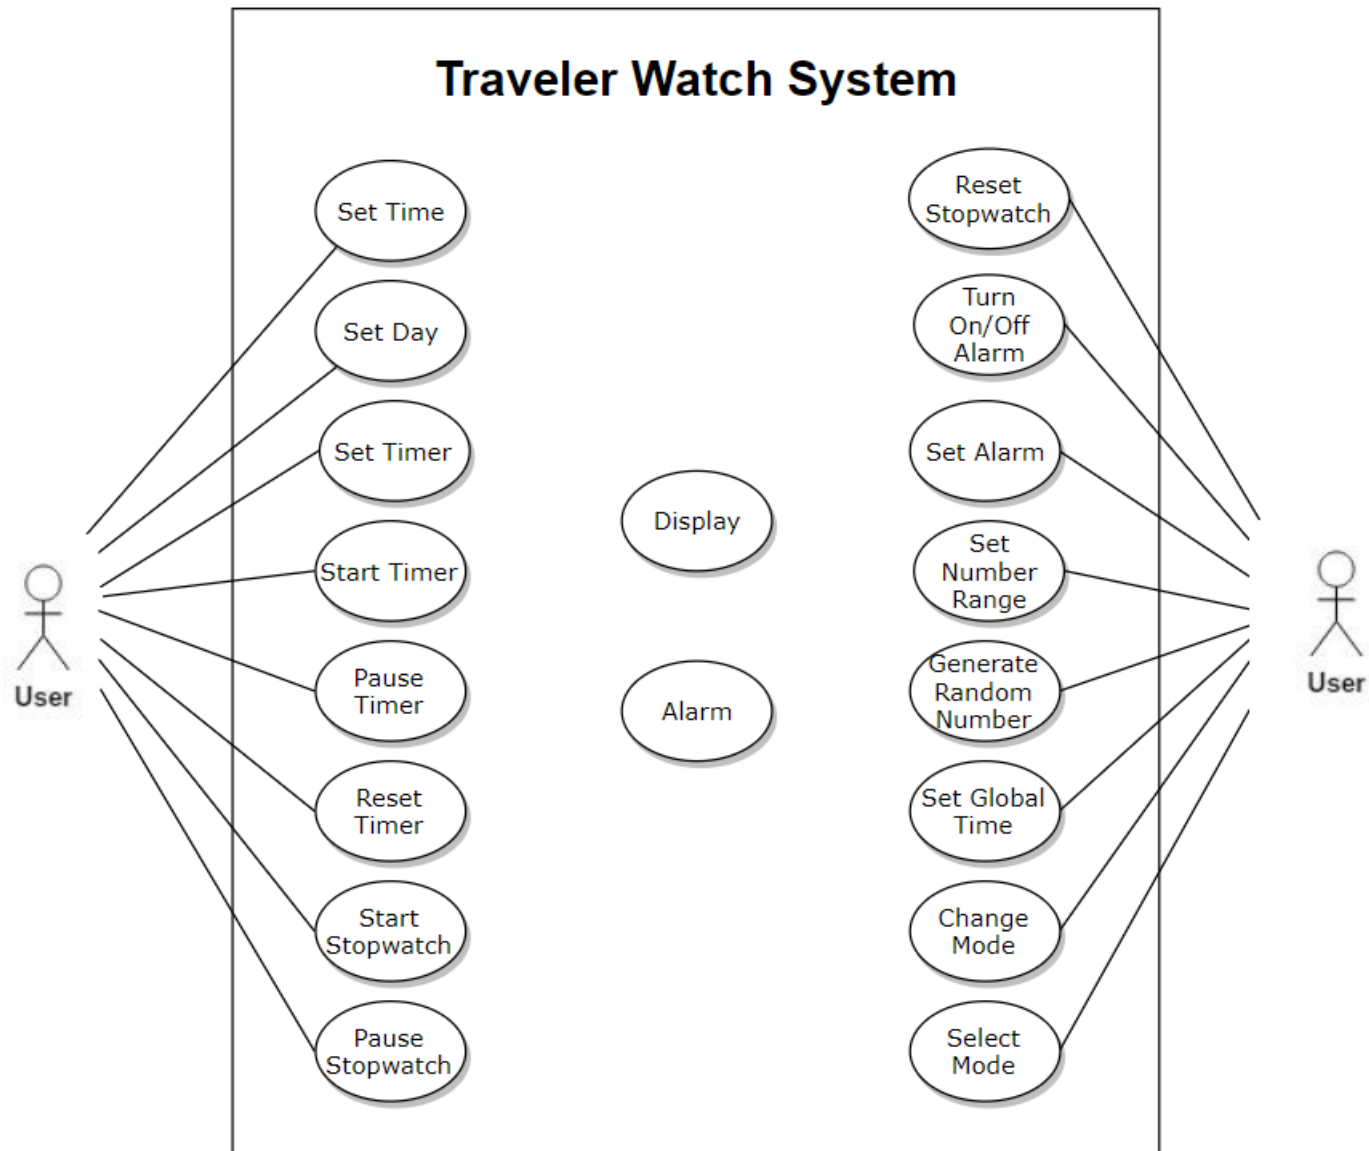 Traveler Watch System
Set Time
Set Day
Set Timer
Start Timer
Pause
Timer
Reset
Timer
Start
Stopwatch
Pause
Stopwatch
User
Display
Alarm
Reset
Stopwatch
Turn
On/Off
Alarm
Set Alarm
Set
Number
Range
Generate
Random
Number
Set Global
Time
Change
Mode
Select
Mode
User